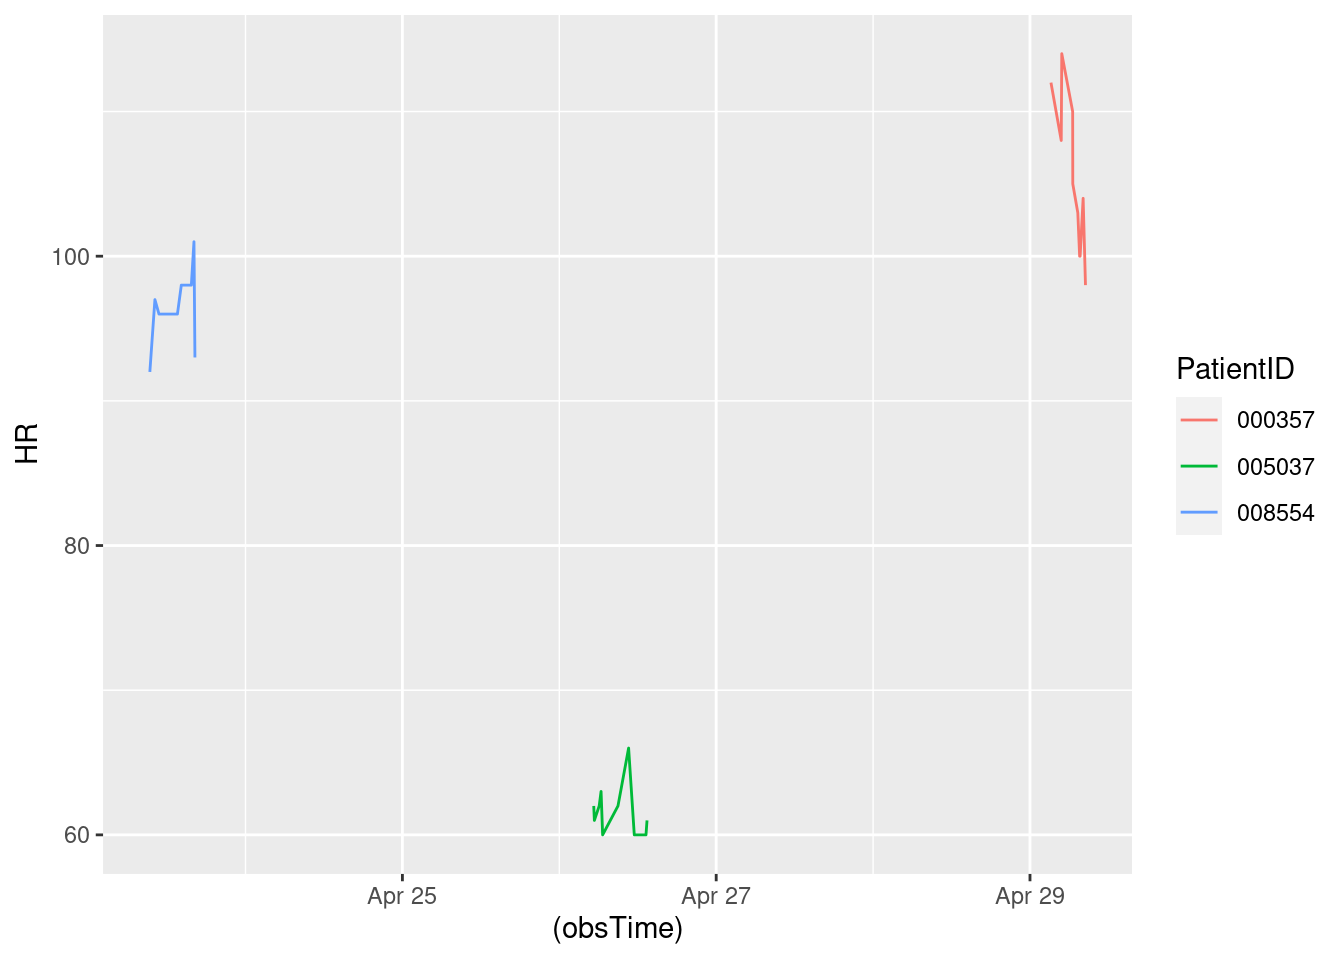 HR
100
80
60
Apr 25
Apr 27
Apr 29
(obsTime)
PatientID
000357
005037
008554